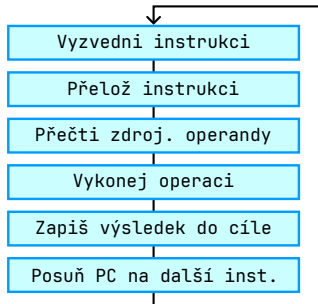 Vyzvedni instrukci
Přelož instrukci
Přečti zdroj. operandy
Vykonej operaci
Zapiš výsledek do cíle
Posuň PC na další inst.